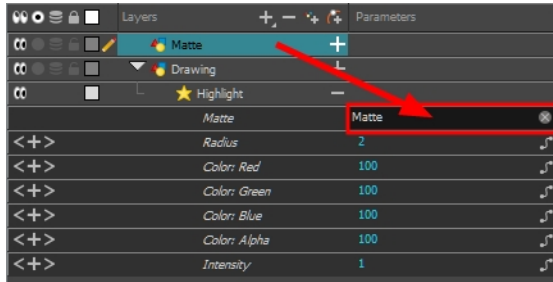 Layers Parameters
Matte
Drawing
Highlight
Matte Matte
Radius 2
Color: Red 100
Color: Green 100
Color: Blue 100
Color: Alpha 100
Intensity 1